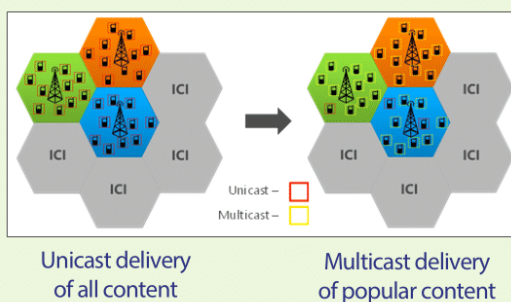 ICI
ICI
ICI
ICI
ICI
ICI
ICI
ICI
Unicast –
Multicast –
Unicast delivery
of all content
Multicast delivery
of popular content